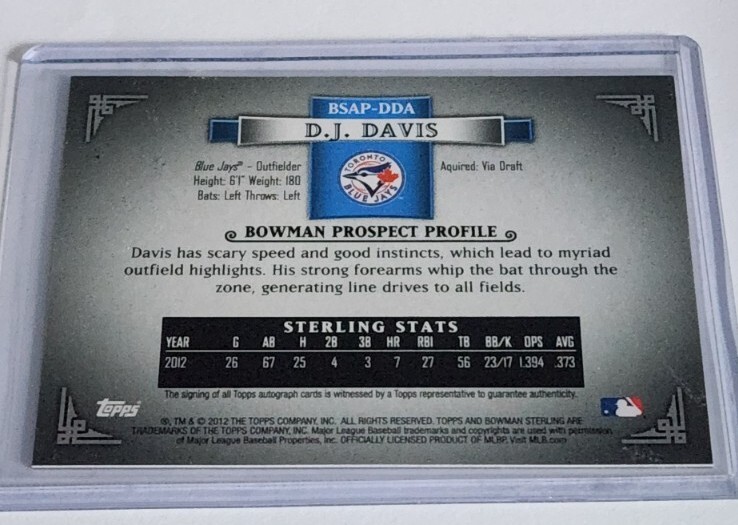 BSAP-DDA
D.J. DAVIS
Blue Jays® - Outfielder
Height: 6'1" Weight: 180
Bats: Left Throws: Left
TORONTO
BLUE JAYS
Aquired: Via Draft
BOWMAN PROSPECT PROFILE
Davis has scary speed and good instincts, which lead to myriad
outfield highlights. His strong forearms whip the bat through the
zone, generating line drives to all fields.
STERLING STATS
YEAR G AB H 2B 3B HR RBI TB BB/K OPS AVG
2012 26 67 25 4 3 7 27 56 23/17 1.394 .373
The signing of all Topps autograph cards is witnessed by a Topps representative to guarantee authenticity.
Topps
®, TM & © 2012 THE TOPPS COMPANY, INC. ALL RIGHTS RESERVED. TOPPS AND BOWMAN STERLING ARE
TRADEMARKS OF THE TOPPS COMPANY, INC. Major League Baseball trademarks and copyrights are used with permission
of Major League Baseball Properties, Inc. OFFICIALLY LICENSED PRODUCT OF MLBP. Visit MLB.com